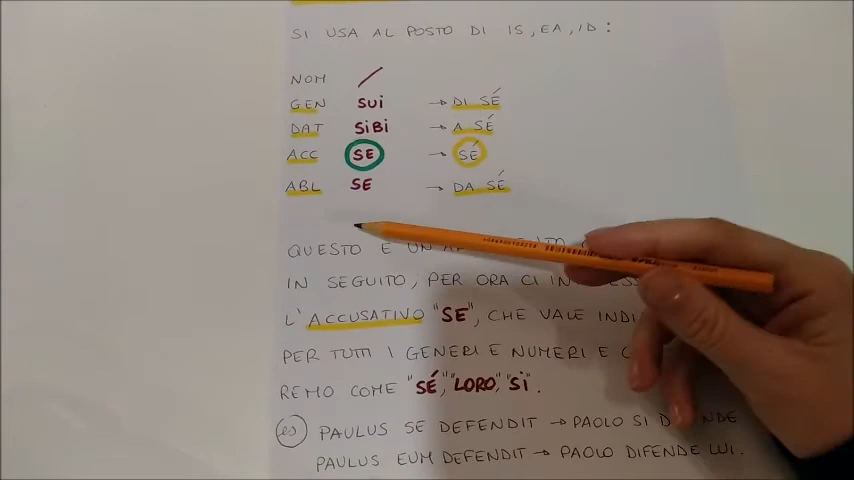 SI USA AL POSTO DI IS, EA, ID:
NOM /
GEN SUI → DI SÉ
DAT SIBI → A SÉ
ACC SE → SÉ
ABL SE → DA SÉ
QUESTO È UN
IN SEGUITO, PER ORA CI
L'ACCUSATIVO "SE", CHE VALE
PER TUTTI I GENERI E NUMERI E
REMO COME "SÉ", "LORO", "SI".
es PAULUS SE DEFENDIT → PAOLO SI
PAULUS EUM DEFENDIT → PAOLO DIFENDE LUI.